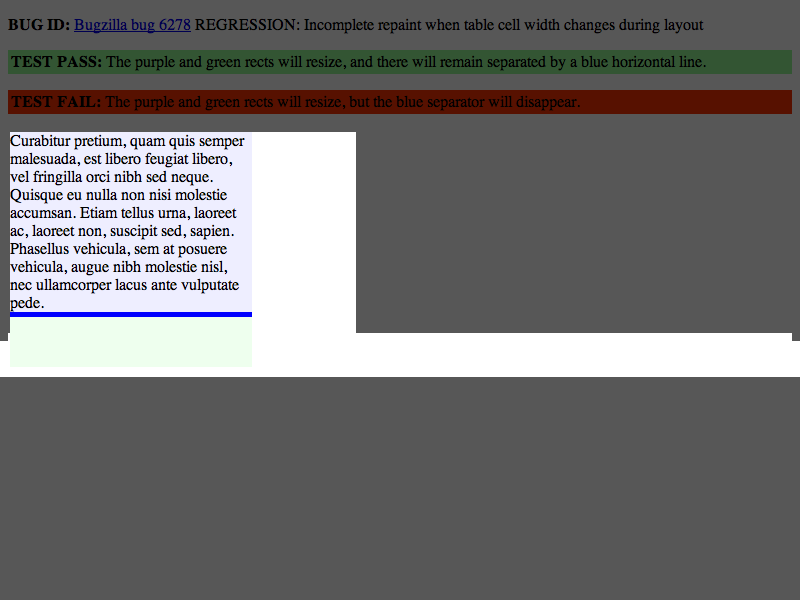 BUG ID: Bugzilla bug 6278 REGRESSION: Incomplete repaint when table cell width changes during layout
TEST PASS: The purple and green rects will resize, and there will remain separated by a blue horizontal line.
TEST FAIL: The purple and green rects will resize, but the blue separator will disappear.
Curabitur pretium, quam quis semper
malesuada, est libero feugiat libero,
vel fringilla orci nibh sed neque.
Quisque eu nulla non nisi molestie
accumsan. Etiam tellus urna, laoreet
ac, laoreet non, suscipit sed, sapien.
Phasellus vehicula, sem at posuere
vehicula, augue nibh molestie nisl,
nec ullamcorper lacus ante vulputate
pede.